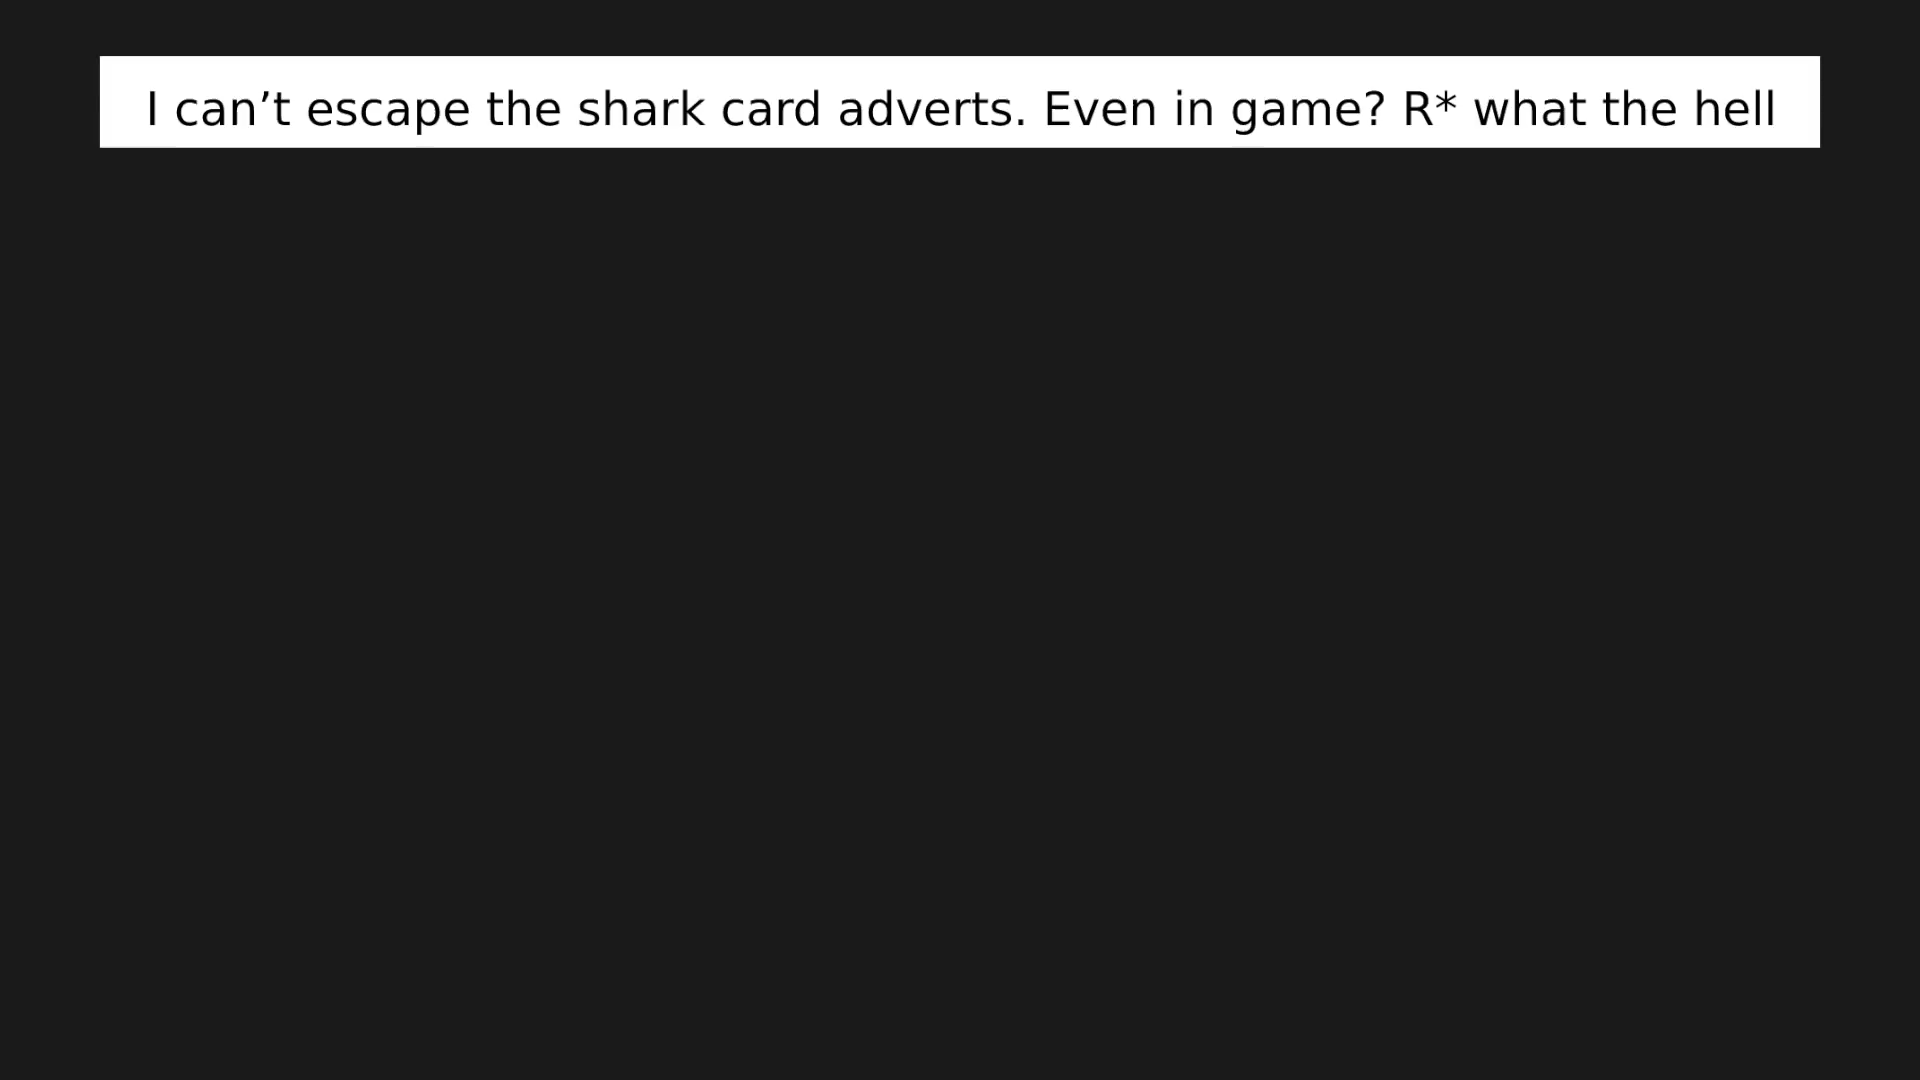 I can’t escape the shark card adverts. Even in game? R* what the hell